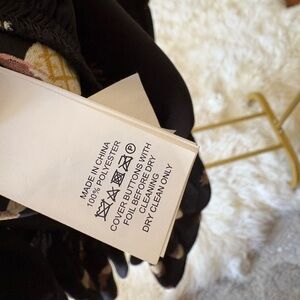 MADE IN CHINA
100% POLYESTER
P
COVER BUTTONS WITH
FOIL BEFORE DRY
CLEANING
DRY CLEAN ONLY